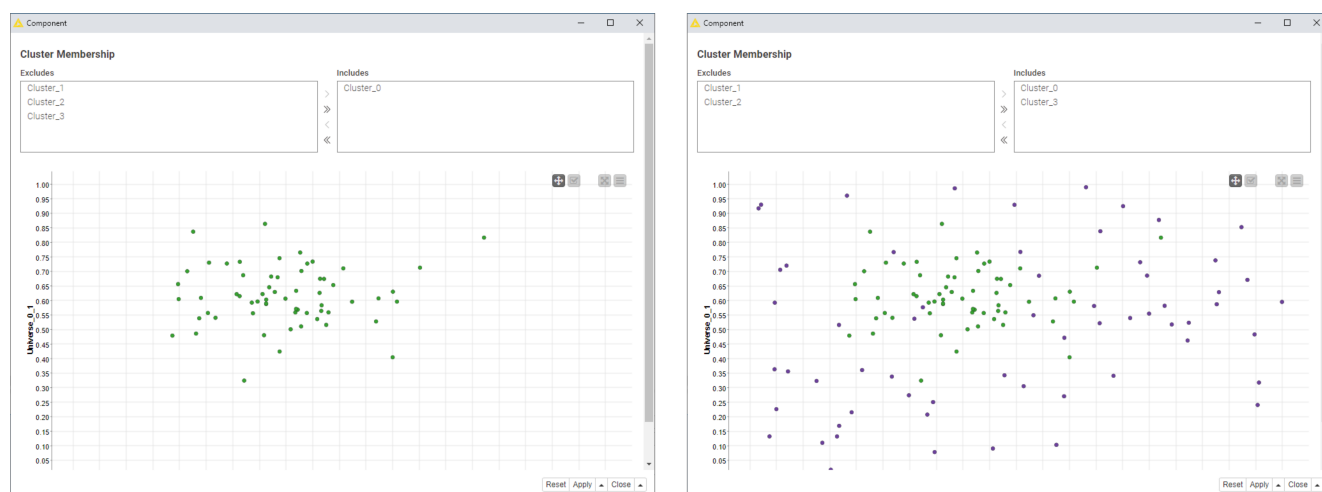 Component
Cluster Membership
Excludes
Includes
Cluster_1
Cluster_2
Cluster_3
Cluster_0
1.00
0.95
0.90
0.85
0.80
0.75
0.70
0.65
0.60
0.55
0.50
0.45
0.40
0.35
0.30
0.25
0.20
0.15
0.10
0.05
Universe_0_1
Reset Apply Close
Component
Cluster Membership
Excludes
Includes
Cluster_1
Cluster_2
Cluster_0
Cluster_3
1.00
0.95
0.90
0.85
0.80
0.75
0.70
0.65
0.60
0.55
0.50
0.45
0.40
0.35
0.30
0.25
0.20
0.15
0.10
0.05
Universe_0_1
Reset Apply Close